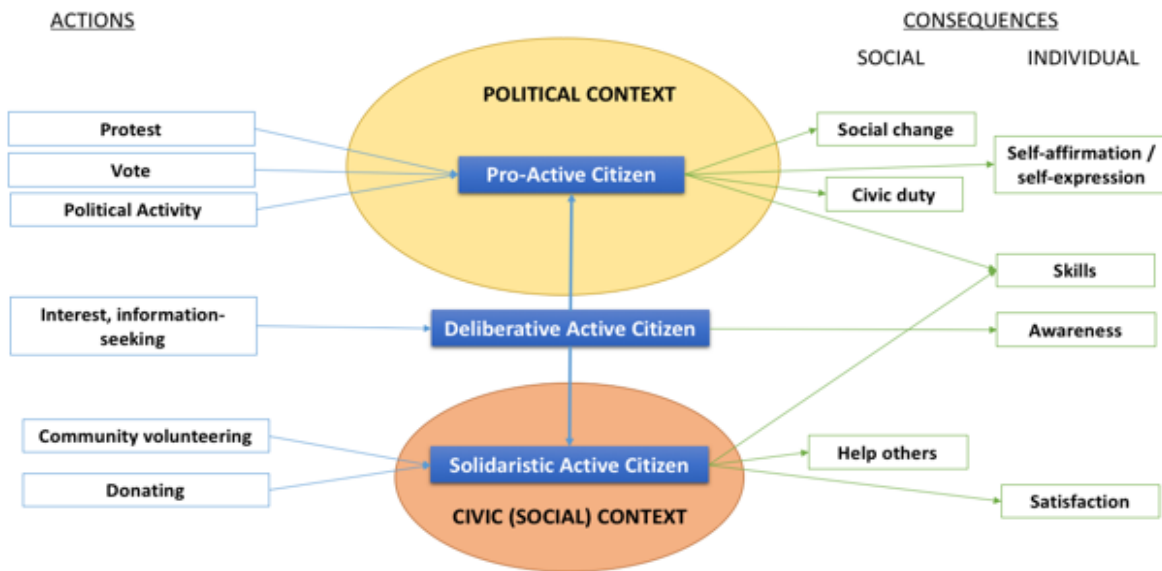 ACTIONS
CONSEQUENCES
SOCIAL
INDIVIDUAL
POLITICAL CONTEXT
Protest
Vote
Political Activity
Pro-Active Citizen
Social change
Civic duty
Self-affirmation /
self-expression
Skills
Interest, information-
seeking
Deliberative Active Citizen
Awareness
Community volunteering
Donating
Solidaristic Active Citizen
Help others
Satisfaction
CIVIC (SOCIAL) CONTEXT